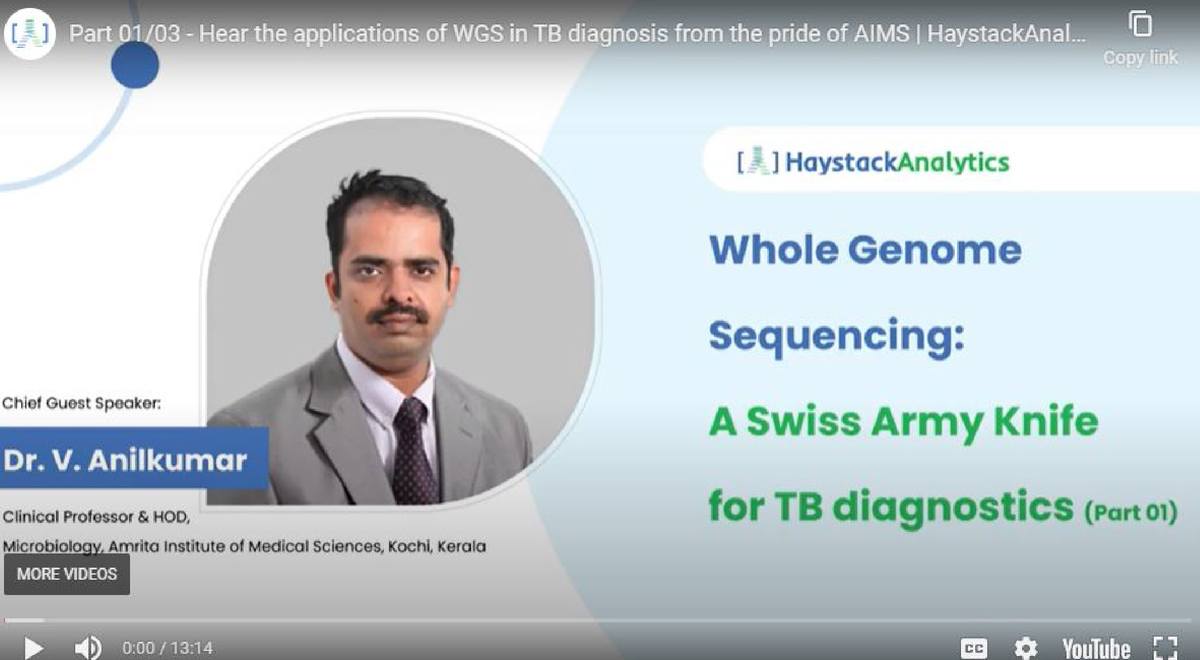 Part 01/03 - Hear the applications of WGS in TB diagnosis from the pride of AIMS | HaystackAnal...
Copy link
[ ] HaystackAnalytics
Whole Genome
Sequencing:
A Swiss Army Knife
for TB diagnostics (Part 01)
Chief Guest Speaker:
Dr. V. Anilkumar
Clinical Professor & HOD,
Microbiology, Amrita Institute of Medical Sciences, Kochi, Kerala
MORE VIDEOS
0:00 / 13:14
CC
YouTube